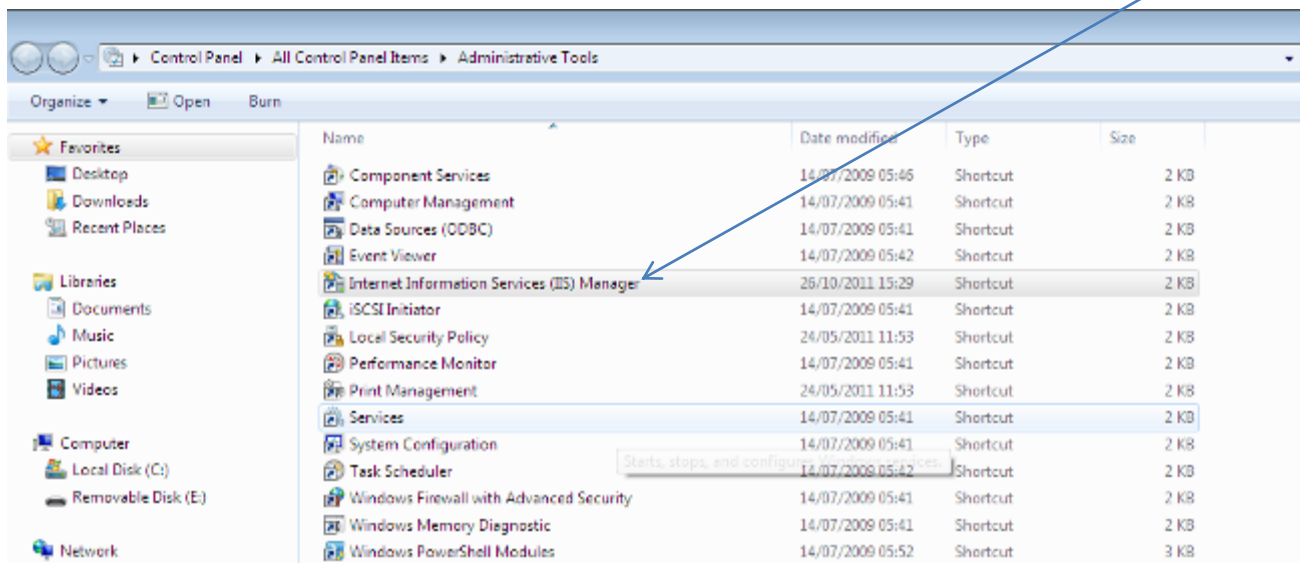 Control Panel All Control Panel Items Administrative Tools
Organize Open Burn
Favorites
Desktop
Downloads
Recent Places
Libraries
Documents
Music
Pictures
Videos
Computer
Local Disk (C:)
Removable Disk (E:)
Network
Name Date modified Type Size
Component Services 14/07/2009 05:46 Shortcut 2 KB
Computer Management 14/07/2009 05:41 Shortcut 2 KB
Data Sources (ODBC) 14/07/2009 05:41 Shortcut 2 KB
Event Viewer 14/07/2009 05:42 Shortcut 2 KB
Internet Information Services (IIS) Manager 26/10/2011 15:29 Shortcut 2 KB
iSCSI Initiator 14/07/2009 05:41 Shortcut 2 KB
Local Security Policy 24/05/2011 11:53 Shortcut 2 KB
Performance Monitor 14/07/2009 05:41 Shortcut 2 KB
Print Management 24/05/2011 11:53 Shortcut 2 KB
Services 14/07/2009 05:41 Shortcut 2 KB
System Configuration 14/07/2009 05:41 Shortcut 2 KB
Starts, stops, and configures Windows services.
Task Scheduler 14/07/2009 05:42 Shortcut 2 KB
Windows Firewall with Advanced Security 14/07/2009 05:41 Shortcut 2 KB
Windows Memory Diagnostic 14/07/2009 05:41 Shortcut 2 KB
Windows PowerShell Modules 14/07/2009 05:52 Shortcut 3 KB